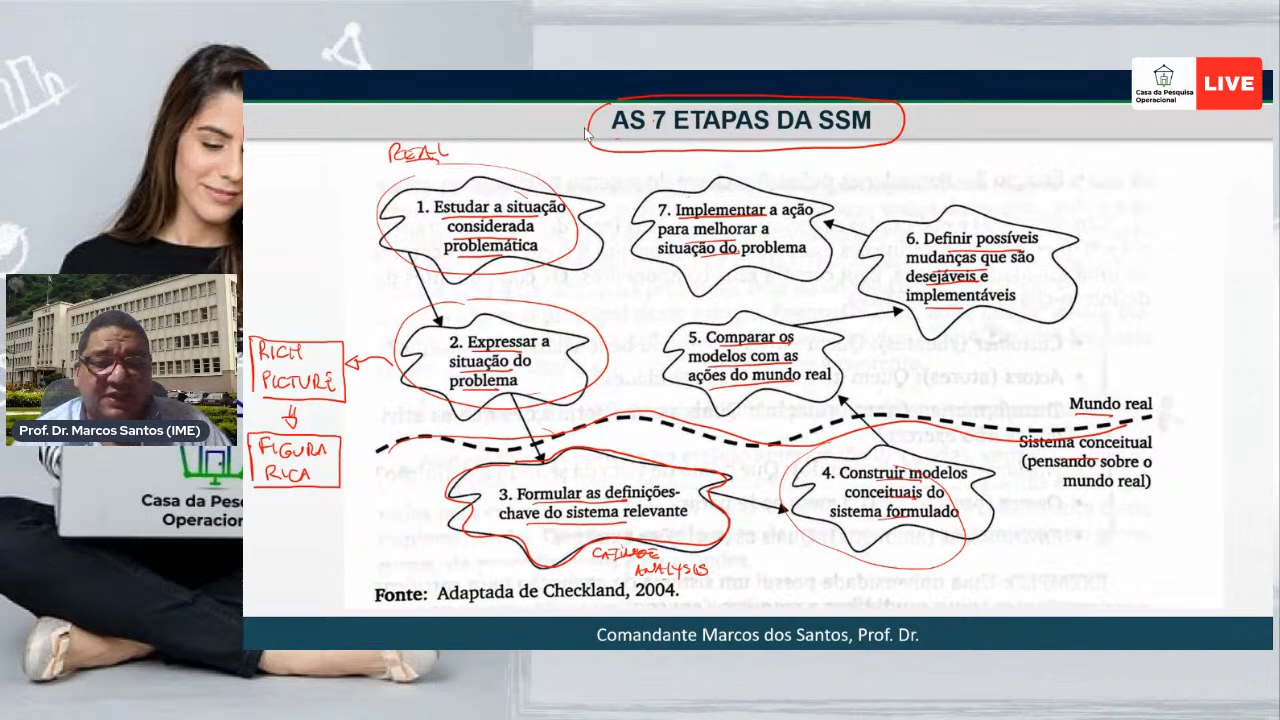 Casa da Pesquisa
Operacional
LIVE
AS 7 ETAPAS DA SSM
REAL
1. Estudar a situação
considerada
problemática
7. Implementar a ação
para melhorar a
situação do problema
6. Definir possíveis
mudanças que são
desejáveis e
implementáveis
2. Expressar a
situação do
problema
5. Comparar os
modelos com as
ações do mundo real
RICH
PICTURE
FIGURA
RICA
Mundo real
Sistema conceitual
(pensando sobre o
mundo real)
3. Formular as definições-
chave do sistema relevante
4. Construir modelos
conceituais do
sistema formulado
ANALYSIS
Fonte: Adaptada de Checkland, 2004.
Prof. Dr. Marcos Santos (IME)
Casa da Pes
Operacion
Comandante Marcos dos Santos, Prof. Dr.